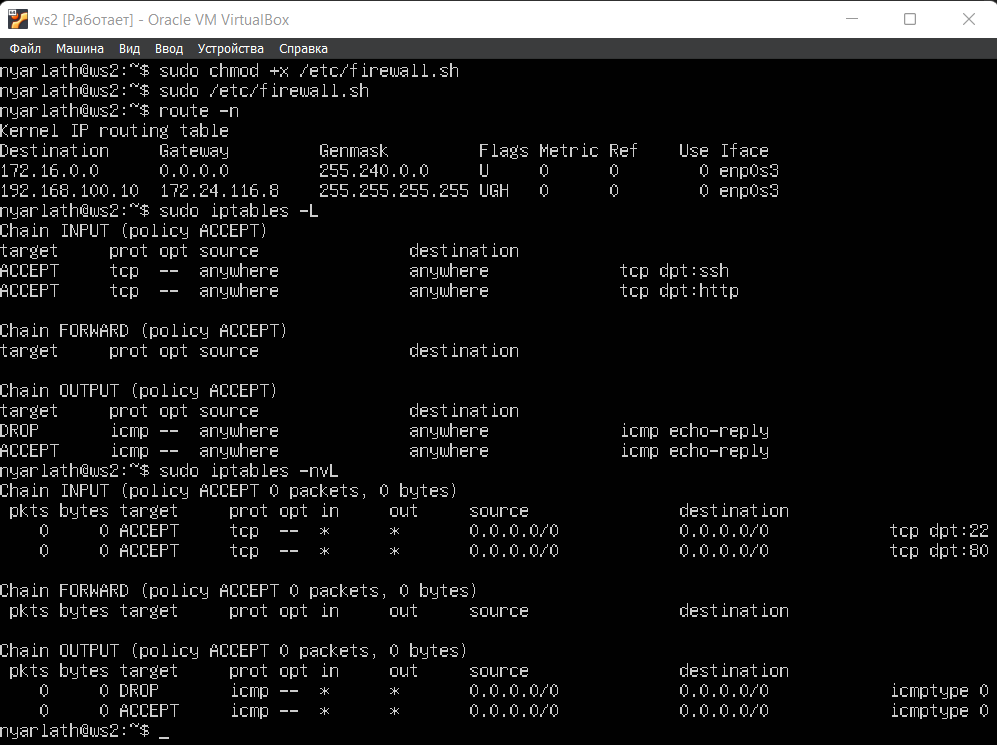 ws2 [Работает] - Oracle VM VirtualBox
Файл Машина Вид Ввод Устройства Справка
nyarlath@ws2:~$ sudo chmod +x /etc/firewall.sh
nyarlath@ws2:~$ sudo /etc/firewall.sh
nyarlath@ws2:~$ route -n
Kernel IP routing table
Destination     Gateway         Genmask         Flags Metric Ref    Use Iface
172.16.0.0      0.0.0.0         255.240.0.0     U     0      0        0 enp0s3
192.168.100.10  172.24.116.8    255.255.255.255 UGH   0      0        0 enp0s3
nyarlath@ws2:~$ sudo iptables -L
Chain INPUT (policy ACCEPT)
target     prot opt source               destination
ACCEPT     tcp  --  anywhere             anywhere             tcp dpt:ssh
ACCEPT     tcp  --  anywhere             anywhere             tcp dpt:http
Chain FORWARD (policy ACCEPT)
target     prot opt source               destination
Chain OUTPUT (policy ACCEPT)
target     prot opt source               destination
DROP       icmp --  anywhere             anywhere             icmp echo-reply
ACCEPT     icmp --  anywhere             anywhere             icmp echo-reply
nyarlath@ws2:~$ sudo iptables -nvL
Chain INPUT (policy ACCEPT 0 packets, 0 bytes)
 pkts bytes target     prot opt in     out     source               destination
    0     0 ACCEPT     tcp  --  *      *       0.0.0.0/0            0.0.0.0/0            tcp dpt:22
    0     0 ACCEPT     tcp  --  *      *       0.0.0.0/0            0.0.0.0/0            tcp dpt:80
Chain FORWARD (policy ACCEPT 0 packets, 0 bytes)
 pkts bytes target     prot opt in     out     source               destination
Chain OUTPUT (policy ACCEPT 0 packets, 0 bytes)
 pkts bytes target     prot opt in     out     source               destination
    0     0 DROP       icmp --  *      *       0.0.0.0/0            0.0.0.0/0            icmptype 0
    0     0 ACCEPT     icmp --  *      *       0.0.0.0/0            0.0.0.0/0            icmptype 0
nyarlath@ws2:~$ _